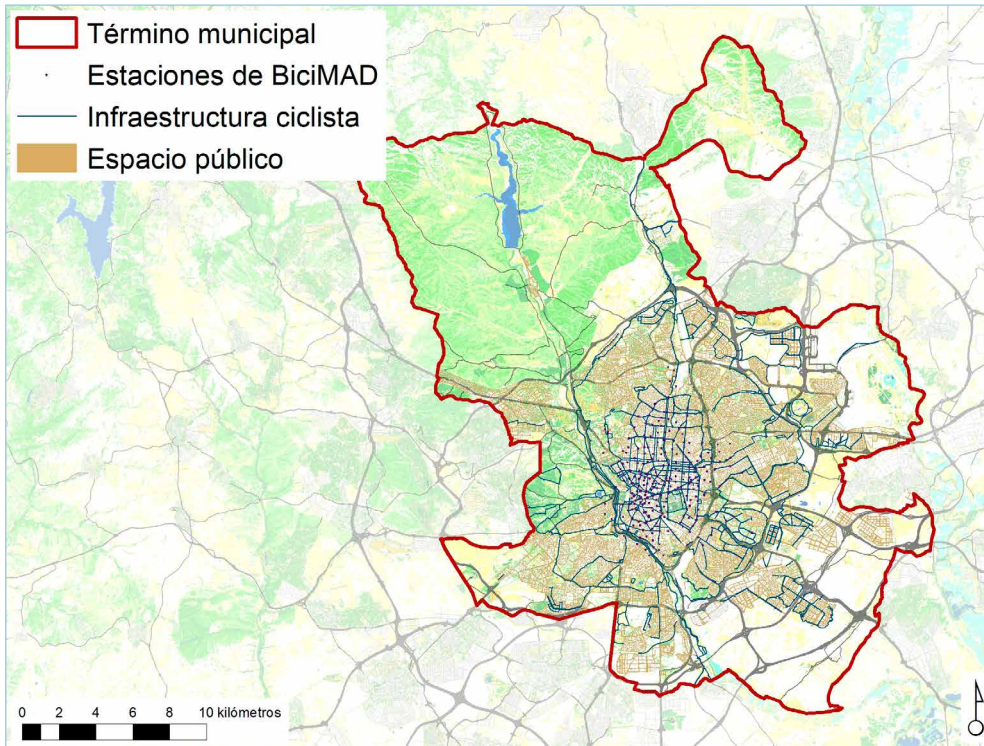 Término municipal
Estaciones de BiciMAD
Infraestructura ciclista
Espacio público
0 2 4 6 8 10 kilómetros